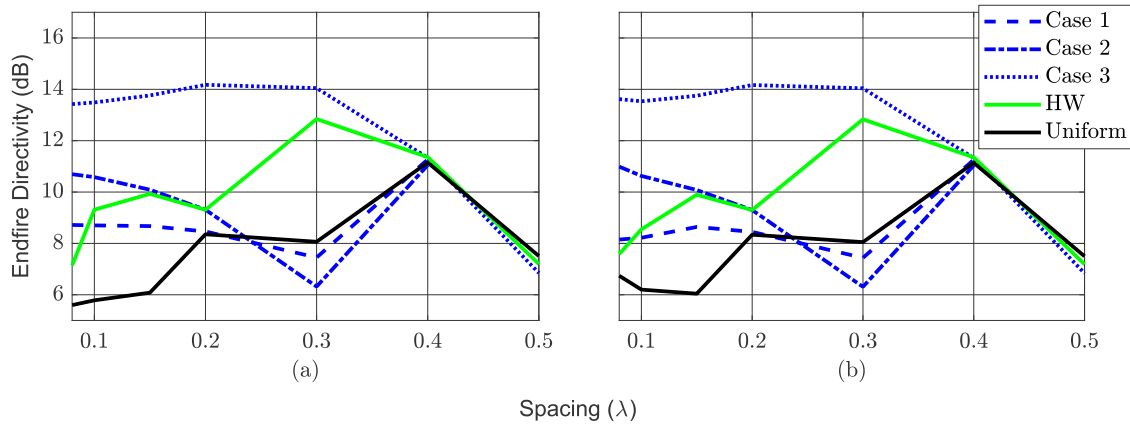 Endfire Directivity (dB)
16
14
12
10
8
6
0.1 0.2 0.3 0.4 0.5
(a)
0.1 0.2 0.3 0.4 0.5
(b)
Case 1
Case 2
Case 3
HW
Uniform
Spacing (λ)